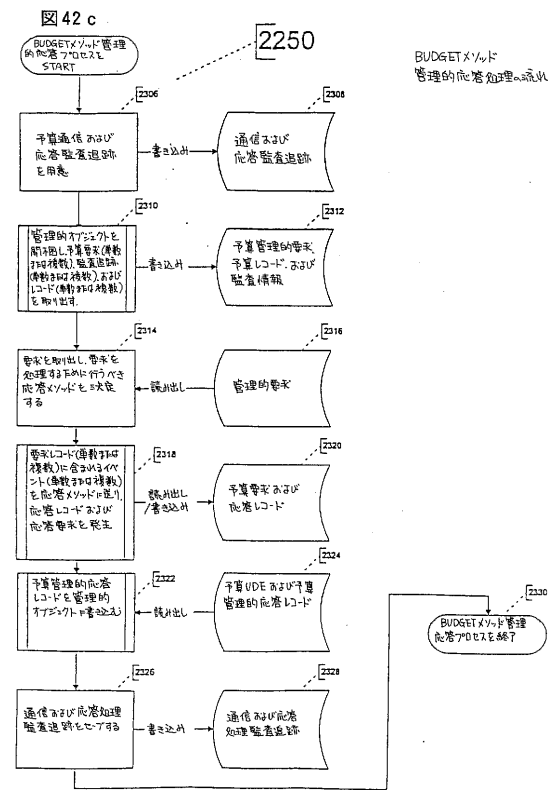 図42c
BUDGETメソッド管理
的応答プロセスを
START
2250
BUDGETメソッド
管理的応答処理の流れ
2306
予算通信および
応答監査追跡
を用意
書き込み
2308
通信および
応答監査追跡
2310
管理的オブジェクトを
開梱し、予算要求(単数
または複数)、監査追跡
(単数または複数)、および
レコード(単数または複数)
を取り出す
書き込み
2312
予算管理的要求、
予算レコード、および
監査情報
2314
要求を取り出し、要求を
処理するために行うべき
応答メソッドを決定
する
読み出し
2316
管理的要求
2318
要求レコード(単数または
複数)に含まれるイベ
ント(単数または複数)
を応答メソッドに送り、
応答レコードおよび
応答要求を発生
読み出し
/書き込み
2320
予算要求および
応答レコード
2322
予算管理的応答
レコードを管理的
オブジェクトに書き込む
読み出し
2324
予算UDEおよび予算
管理的応答レコード
2326
通信および応答処理
監査追跡をセーブする
書き込み
2328
通信および応答
処理監査追跡
2330
BUDGETメソッド管理
応答プロセスを終了